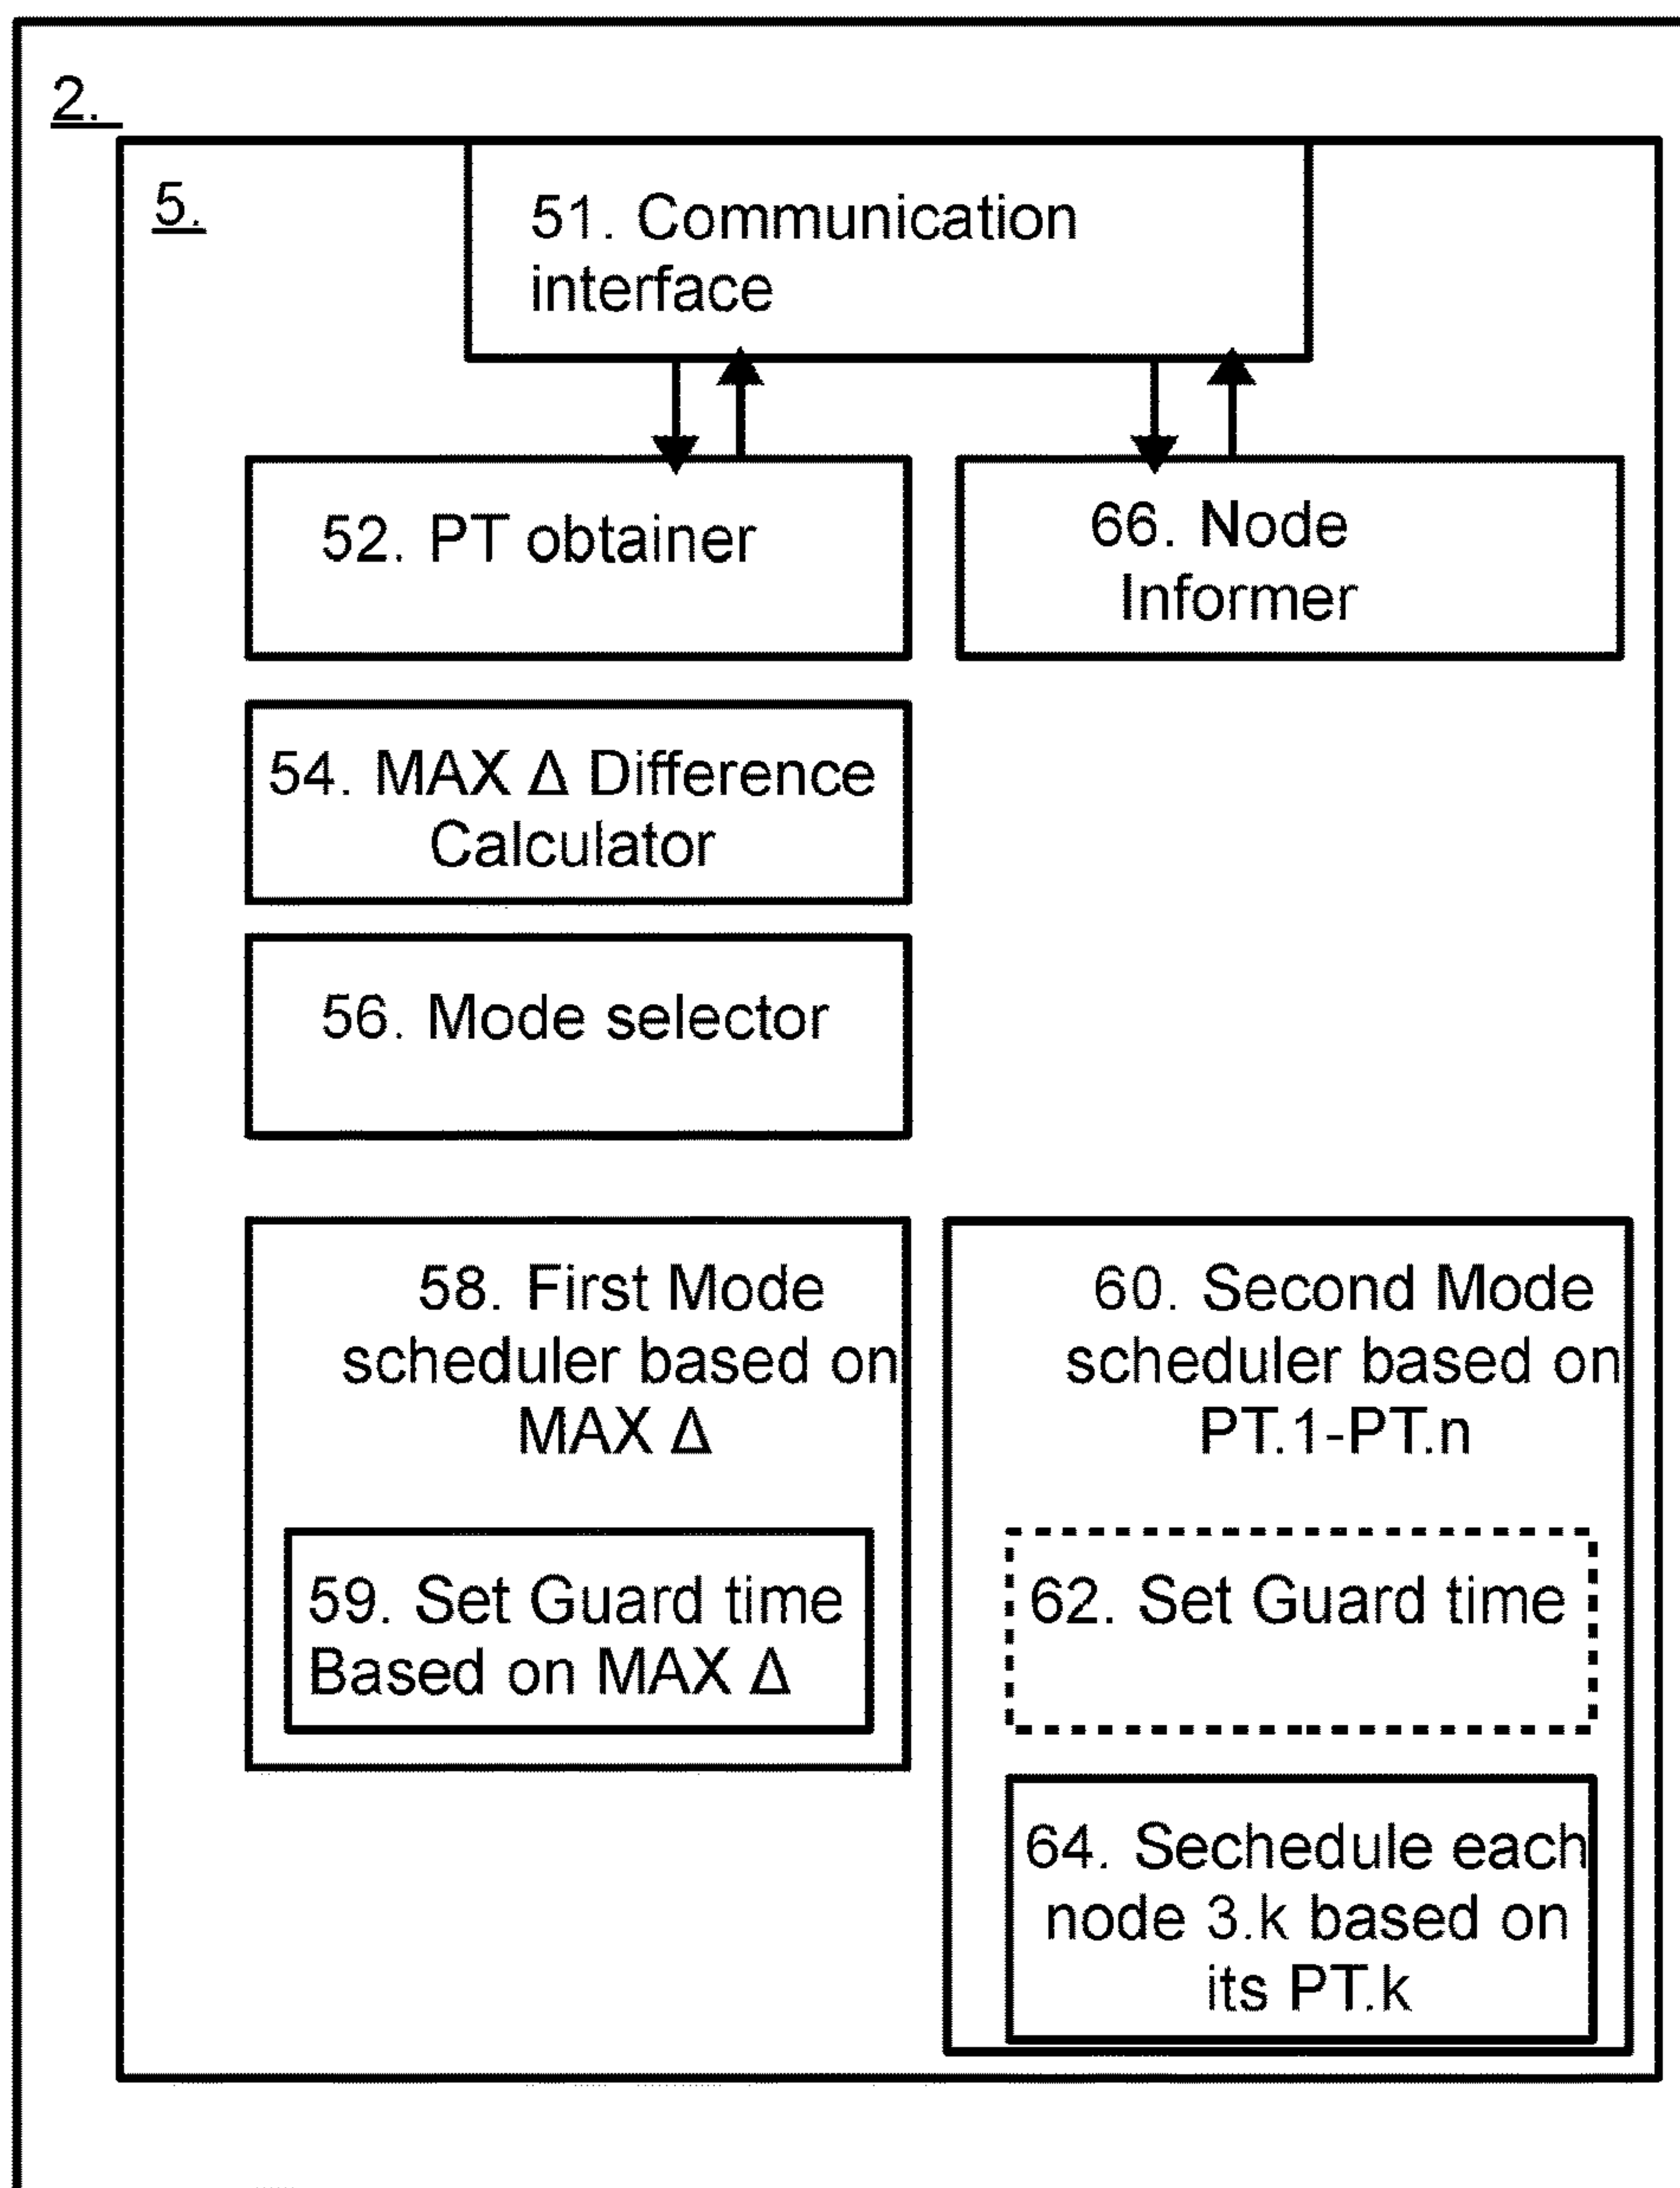 2.
5.
51. Communication
interface
52. PT obtainer
66. Node
Informer
54. MAX Δ Difference
Calculator
56. Mode selector
58. First Mode
scheduler based on
MAX Δ
59. Set Guard time
Based on MAX Δ
60. Second Mode
scheduler based on
PT.1-PT.n
62. Set Guard time
64. Sechedule each
node 3.k based on
its PT.k